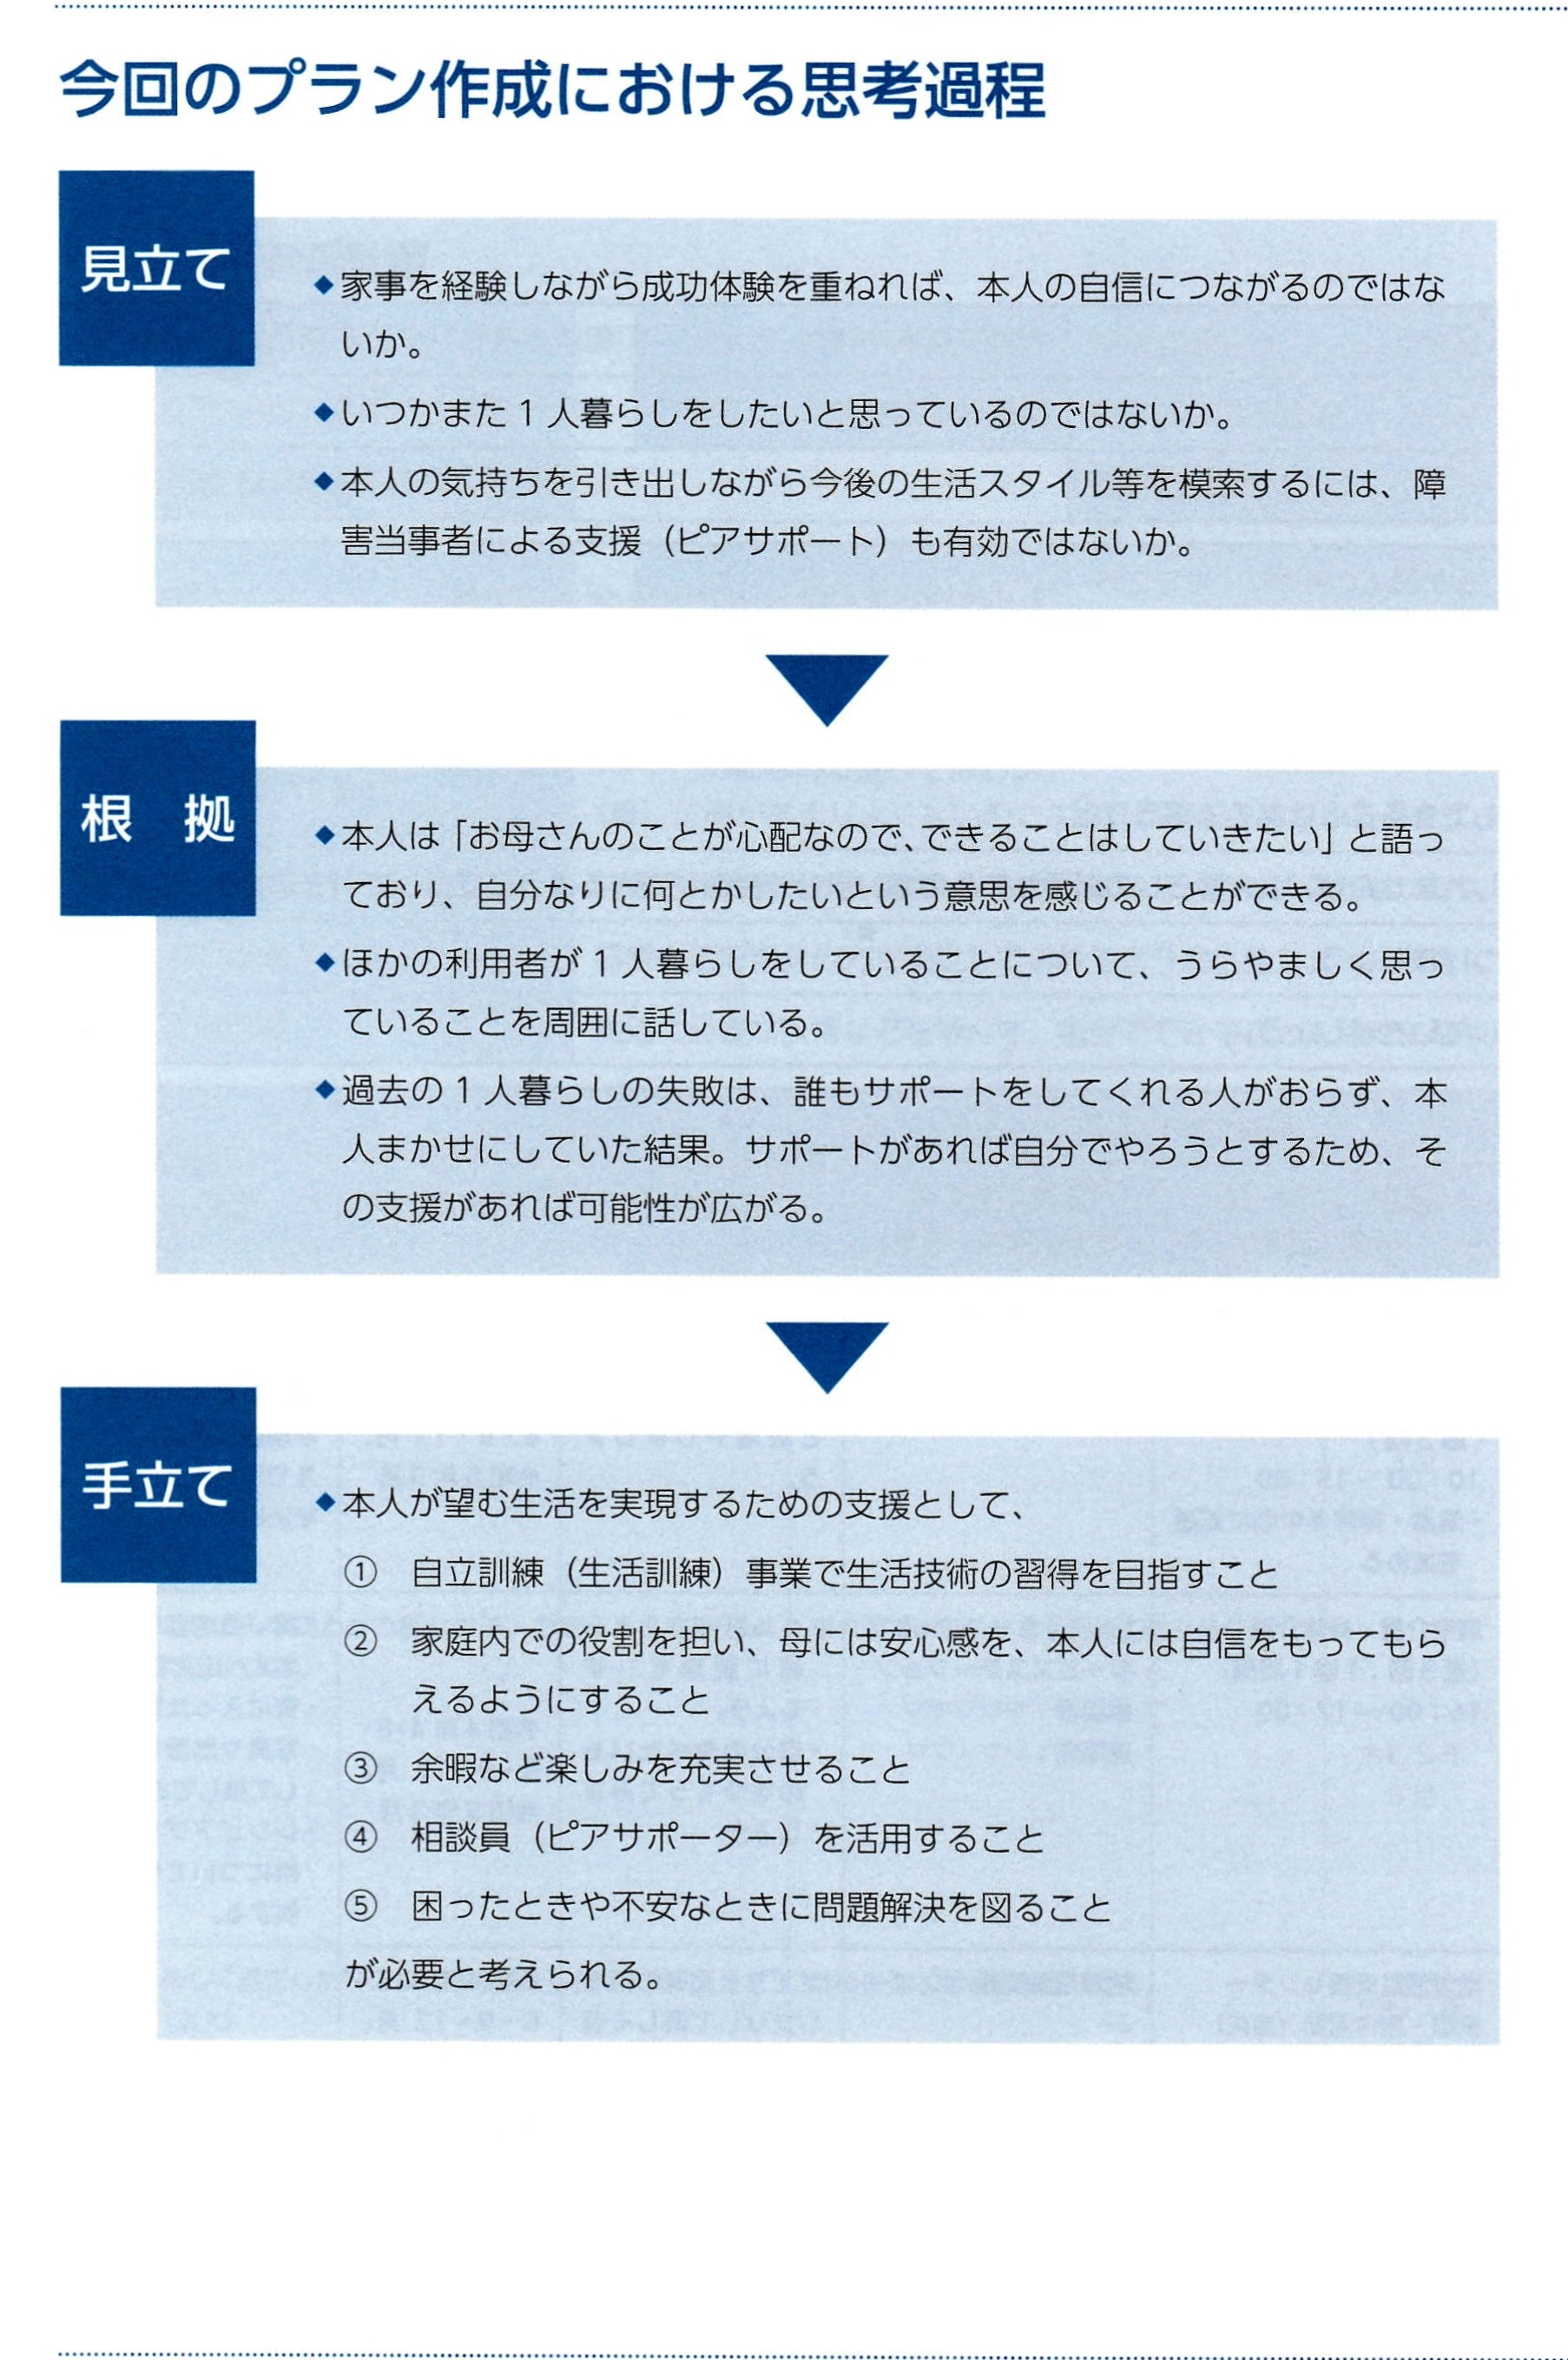 今回のプラン作成における思考過程
見立て
◆家事を経験しながら成功体験を重ねれば、本人の自信につながるのではな
いか。
◆いつかまた1人暮らしをしたいと思っているのではないか。
◆本人の気持ちを引き出しながら今後の生活スタイル等を模索するには、障
害当事者による支援（ピアサポート）も有効ではないか。
根　拠
◆本人は「お母さんのことが心配なので、できることはしていきたい」と語っ
ており、自分なりに何とかしたいという意思を感じることができる。
◆ほかの利用者が1人暮らしをしていることについて、うらやましく思っ
ていることを周囲に話している。
◆過去の1人暮らしの失敗は、誰もサポートをしてくれる人がおらず、本
人まかせにしていた結果。サポートがあれば自分でやろうとするため、そ
の支援があれば可能性が広がる。
手立て
◆本人が望む生活を実現するための支援として、
①　自立訓練（生活訓練）事業で生活技術の習得を目指すこと
②　家庭内での役割を担い、母には安心感を、本人には自信をもってもら
えるようにすること
③　余暇など楽しみを充実させること
④　相談員（ピアサポーター）を活用すること
⑤　困ったときや不安なときに問題解決を図ること
が必要と考えられる。